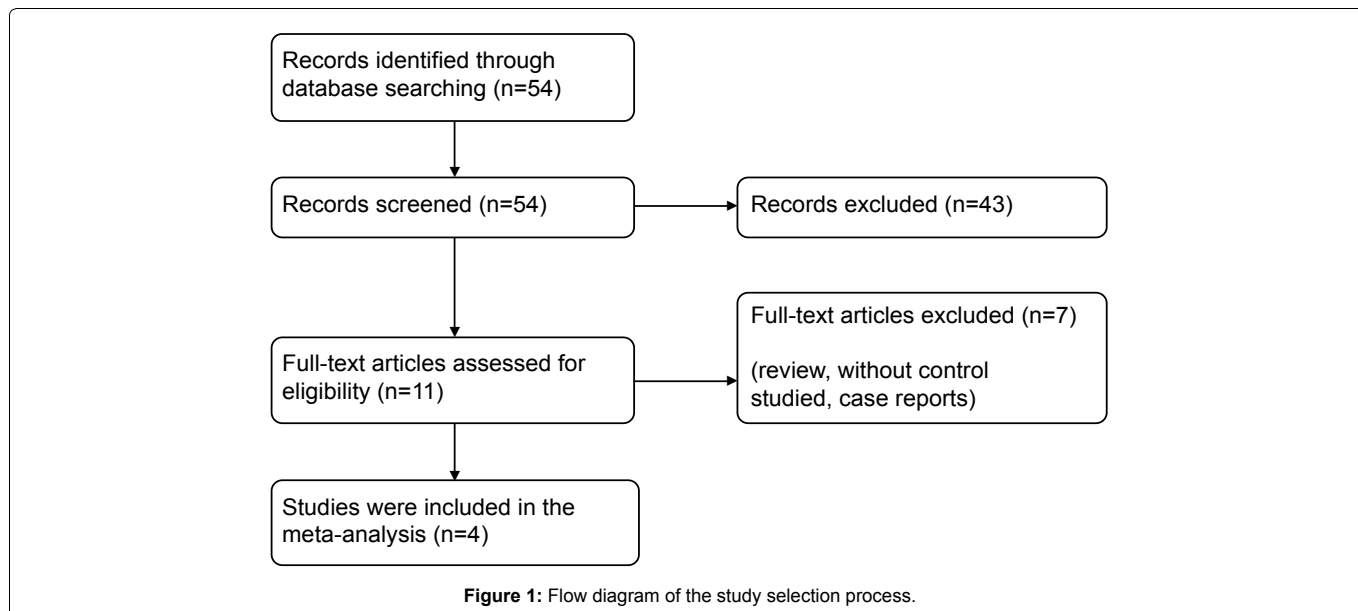 Records identified through
database searching (n=54)
Records screened (n=54)
Records excluded (n=43)
Full-text articles assessed for
eligibility (n=11)
Full-text articles excluded (n=7)
(review, without control
studied, case reports)
Studies were included in the
meta-analysis (n=4)
Figure 1: Flow diagram of the study selection process.